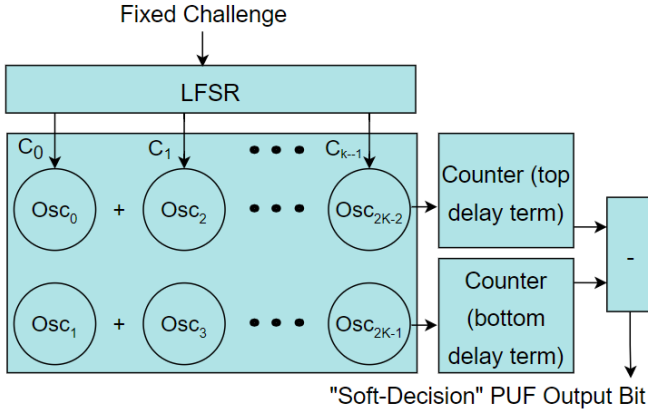 Fixed Challenge
LFSR
C0 C1 ••• Ck--1
Osc0 + Osc2 ••• Osc2K-2
Counter (top
delay term)
-
Osc1 + Osc3 ••• Osc2K-1
Counter
(bottom
delay term)
"Soft-Decision" PUF Output Bit